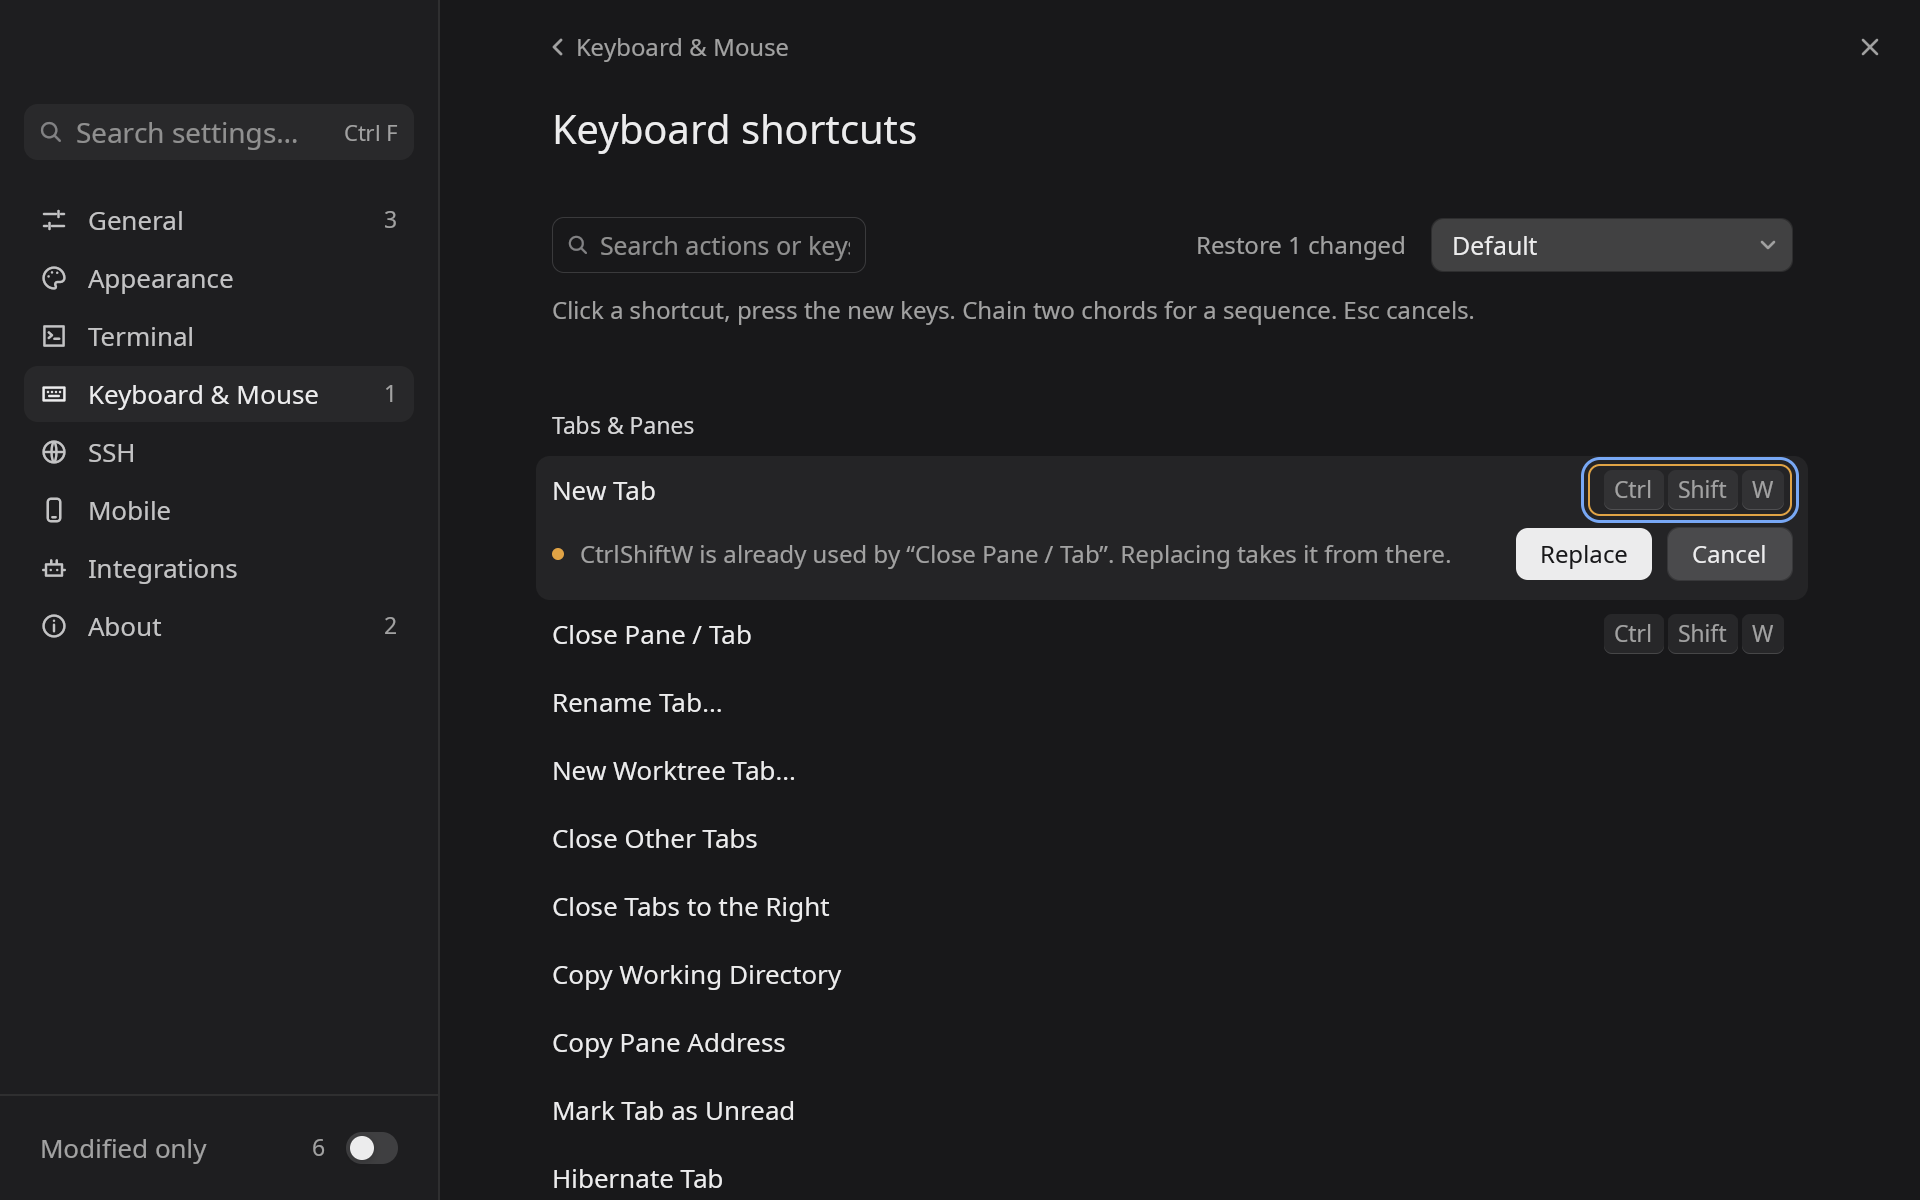 Keyboard & Mouse
Keyboard shortcuts
Search settings...
Ctrl F
General
3
Appearance
Terminal
Keyboard & Mouse
1
SSH
Mobile
Integrations
About
2
Modified only
6
Search actions or keys
Restore 1 changed
Default
Click a shortcut, press the new keys. Chain two chords for a sequence. Esc cancels.
Tabs & Panes
New Tab
Ctrl Shift W
CtrlShiftW is already used by “Close Pane / Tab”. Replacing takes it from there.
Replace
Cancel
Close Pane / Tab
Ctrl Shift W
Rename Tab...
New Worktree Tab...
Close Other Tabs
Close Tabs to the Right
Copy Working Directory
Copy Pane Address
Mark Tab as Unread
Hibernate Tab